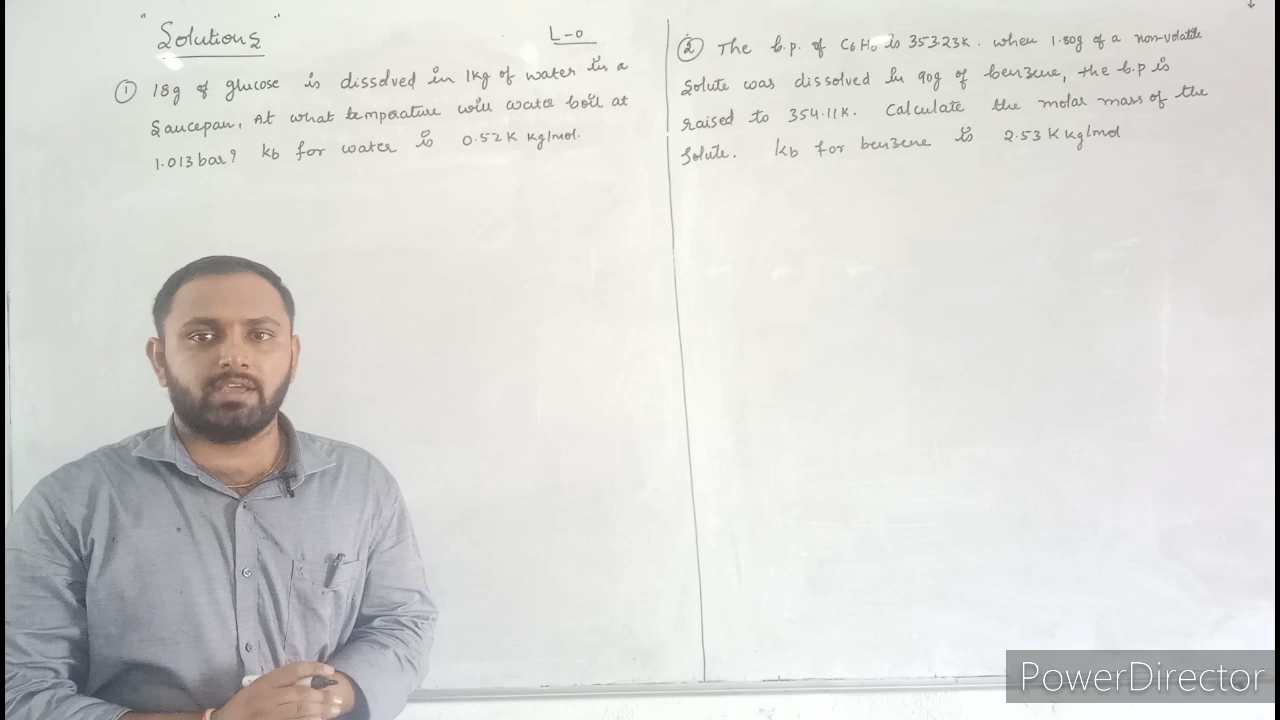 "Solutions"
L-0
① 18g of glucose is dissolved in 1kg of water in a
Saucepan, At what temperature will water boil at
1.013 bar? kb for water is 0.52K kg/mol.
② The b.p. of C6H6 is 353.23K. when 1.80g of a non-volatile
Solute was dissolved in 90g of benzene, the b.p is
raised to 354.11K. Calculate the molar mass of the
Solute. kb for benzene is 2.53 K kg/mol
PowerDirector